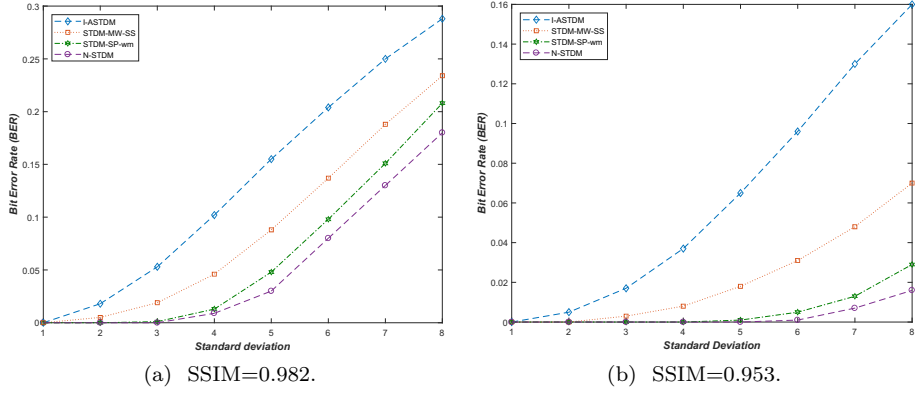 I-ASTDM
STDM-MW-SS
STDM-SP-wm
N-STDM
0.3
0.25
0.2
0.15
0.1
0.05
0
Bit Error Rate (BER)
1 2 3 4 5 6 7 8
Standard deviation
(a) SSIM=0.982.
I-ASTDM
STDM-MW-SS
STDM-SP-wm
N-STDM
0.16
0.14
0.12
0.1
0.08
0.06
0.04
0.02
0
Bit Error Rate (BER)
1 2 3 4 5 6 7 8
Standard Deviation
(b) SSIM=0.953.